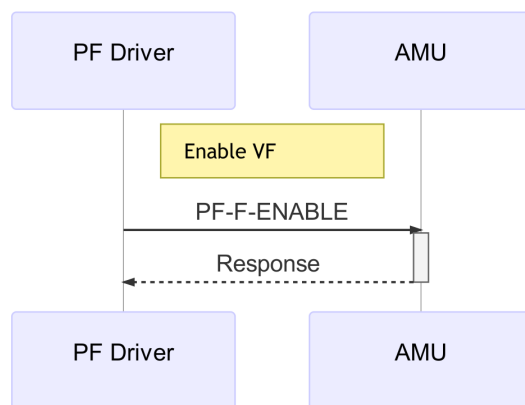 PF Driver
AMU
Enable VF
PF-F-ENABLE
Response
PF Driver
AMU